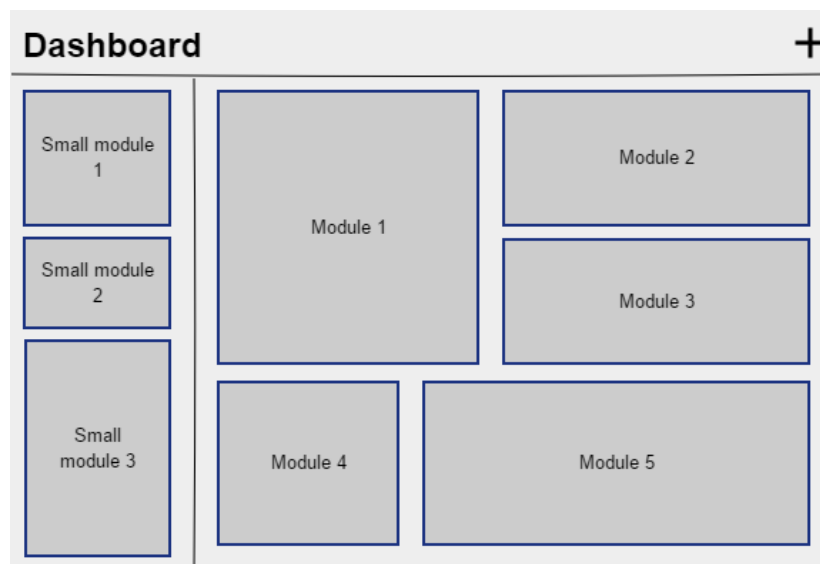 Dashboard +
Small module
1
Small module
2
Small
module 3
Module 1
Module 2
Module 3
Module 4
Module 5